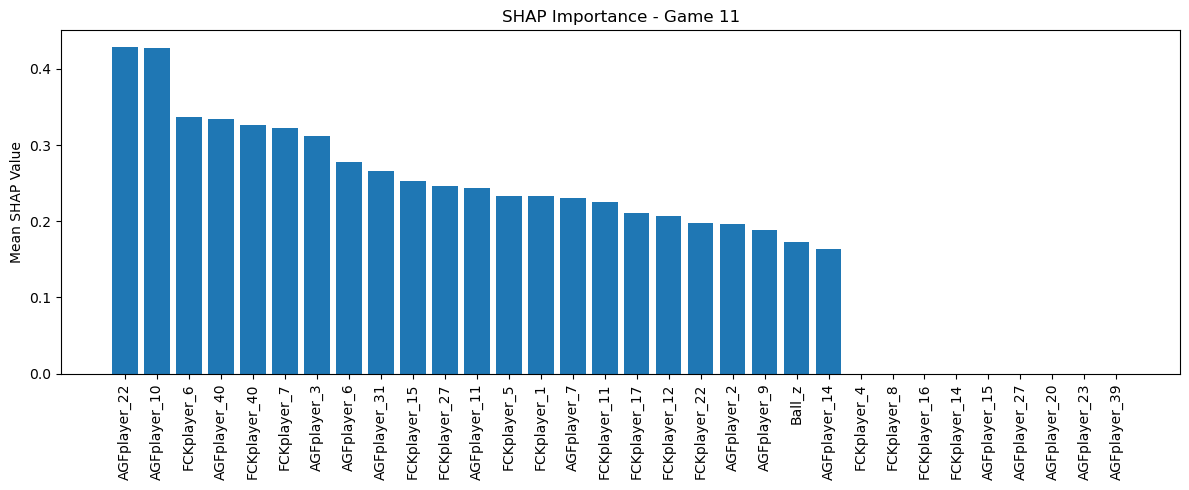 SHAP Importance - Game 11
Mean SHAP Value
0.4
0.3
0.2
0.1
0.0
AGFplayer_22
AGFplayer_10
FCKplayer_6
AGFplayer_40
FCKplayer_40
FCKplayer_7
AGFplayer_3
AGFplayer_6
AGFplayer_31
FCKplayer_15
FCKplayer_27
AGFplayer_11
FCKplayer_5
FCKplayer_1
AGFplayer_7
FCKplayer_11
FCKplayer_17
FCKplayer_12
FCKplayer_22
AGFplayer_2
AGFplayer_9
Ball_z
AGFplayer_14
FCKplayer_4
FCKplayer_8
FCKplayer_16
FCKplayer_14
AGFplayer_15
AGFplayer_27
AGFplayer_20
AGFplayer_23
AGFplayer_39